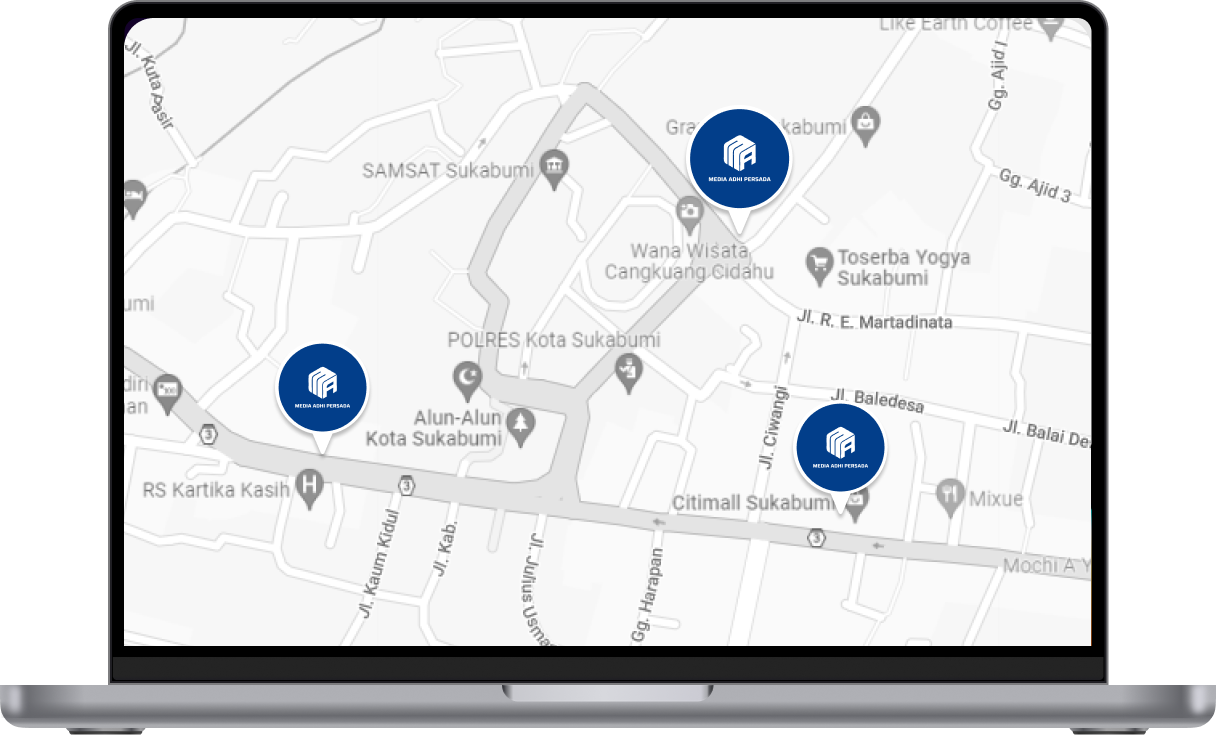 Like Earth Coffee
Jl. Kuta Pasir
Gg. Ajid I
kabumi
MEDIA ADHI PERSADA
SAMSAT Sukabumi
Gg. Ajid 3
Wana Wisata
Cangkuang Cidahu
Toserba Yogya
Sukabumi
umi
Jl. R. E. Martadinata
POLRES Kota Sukabumi
diri
an
MEDIA ADHI PERSADA
Jl. Baledesa
Alun-Alun
Kota Sukabumi
Jl. Ciwangi
MEDIA ADHI PERSADA
Jl. Balai De
3
RS Kartika Kasih
3
Citimall Sukabumi
Mixue
3
Jl. Kaum Kidul
Jl. Kab.
Jl. Julius Usma
Gg. Harapan
Mochi A Y